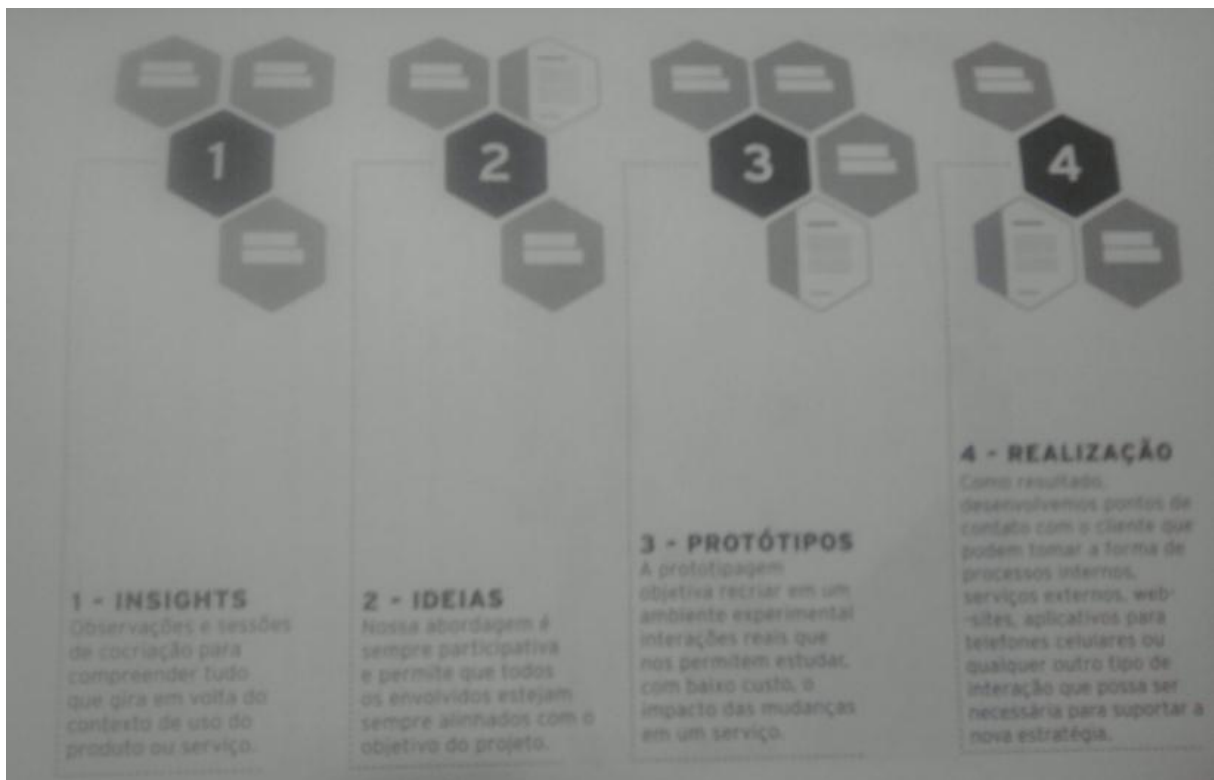 1
2
3
4
1 - INSIGHTS
Observações e sessões
de cocriação para
compreender tudo
que gira em volta do
contexto de uso do
produto ou serviço.
2 - IDEIAS
Nossa abordagem é
sempre participativa
e permite que todos
os envolvidos estejam
sempre alinhados com o
objetivo do projeto.
3 - PROTÓTIPOS
A prototipagem
objetiva recriar em um
ambiente experimental
interações reais que
nos permitem estudar,
com baixo custo, o
impacto das mudanças
em um serviço.
4 - REALIZAÇÃO
Como resultado,
desenvolvemos pontos de
contato com o cliente que
podem tomar a forma de
processos internos,
serviços externos, web-
-sites, aplicativos para
telefones celulares ou
qualquer outro tipo de
interação que possa ser
necessária para suportar a
nova estratégia.